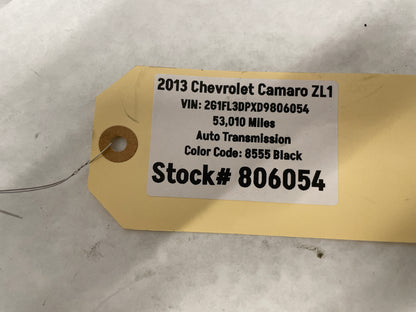 2013 Chevrolet Camaro ZL1
VIN: 2G1FL3DPXD9806054
53,010 Miles
Auto Transmission
Color Code: 8555 Black
Stock# 806054